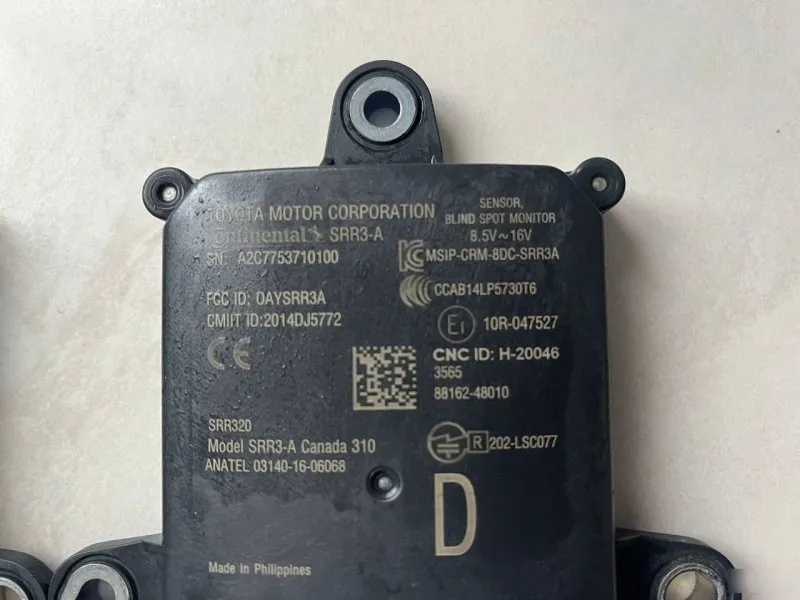 TOYOTA MOTOR CORPORATION
Continental SRR3-A
SN: A2C7753710100
SENSOR,
BLIND SPOT MONITOR
8.5V~16V
MSIP-CRM-8DC-SRR3A
CCAB14LP5730T6
FCC ID: OAYSRR3A
CMIIT ID:2014DJ5772
CE
E1 10R-047527
CNC ID: H-20046
3565
88162-48010
SRR320
Model SRR3-A Canada 310
ANATEL 03140-16-06068
R 202-LSC077
D
Made in Philippines